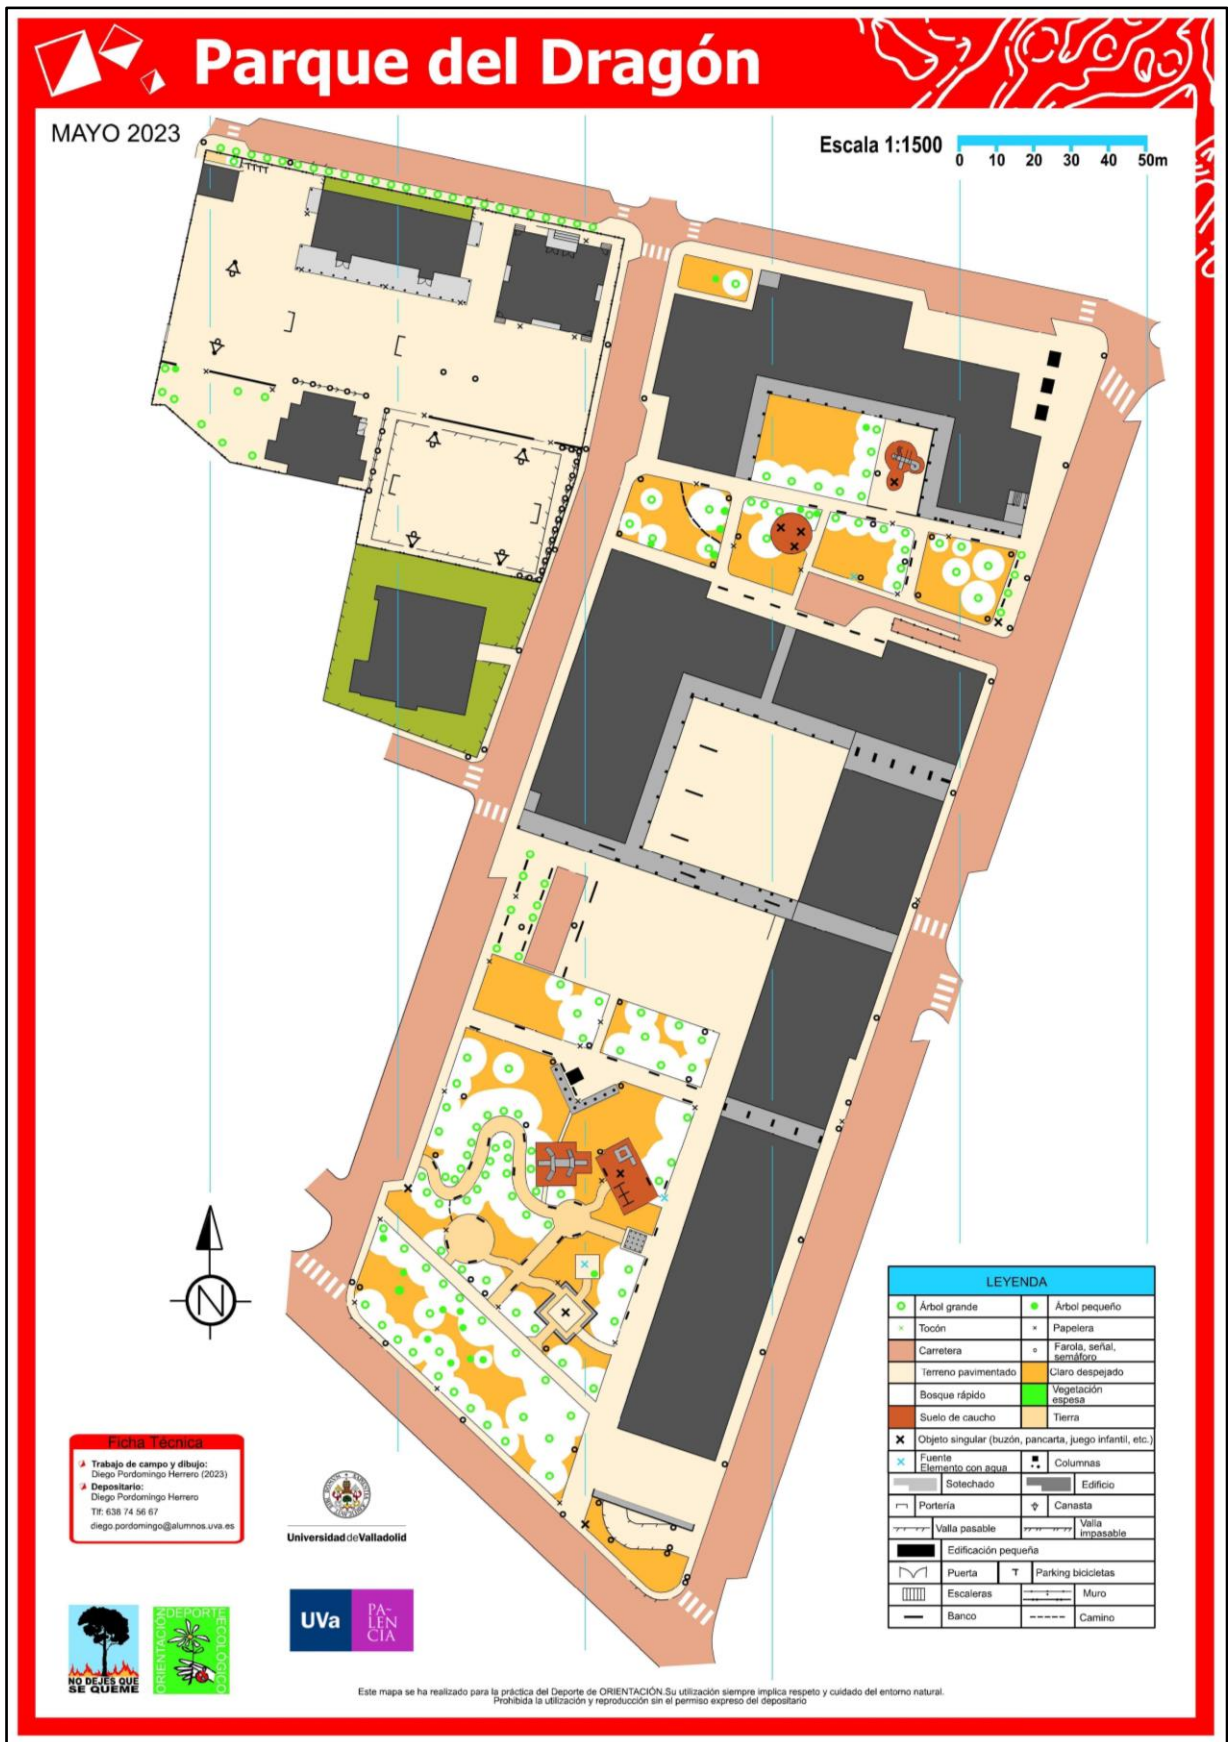 Parque del Dragón
MAYO 2023
Escala 1:1500
0 10 20 30 40 50m
N
LEYENDA
Árbol grande
Árbol pequeño
Tocón
Papelera
Carretera
Farola, señal,
semáforo
Terreno pavimentado
Claro despejado
Bosque rápido
Vegetación
espesa
Suelo de caucho
Tierra
Objeto singular (buzón, pancarta, juego infantil, etc.)
Fuente
Elemento con agua
Columnas
Sotechado
Edificio
Portería
Canasta
Valla pasable
Valla
impasable
Edificación pequeña
Puerta
Parking bicicletas
Escaleras
Muro
Banco
Camino
Ficha Técnica
Trabajo de campo y dibujo:
Diego Pordomingo Herrero (2023)
Depositario:
Diego Pordomingo Herrero
Tlf: 638 74 56 67
diego.pordomingo@alumnos.uva.es
Universidad de Valladolid
UVa
PA-
LEN
CIA
NO DEJES QUE
SE QUEME
ORIENTACIÓN
DEPORTE
ECOLÓGICO
Este mapa se ha realizado para la práctica del Deporte de ORIENTACIÓN.Su utilización siempre implica respeto y cuidado del entorno natural.
Prohibida la utilización y reproducción sin el permiso expreso del depositario